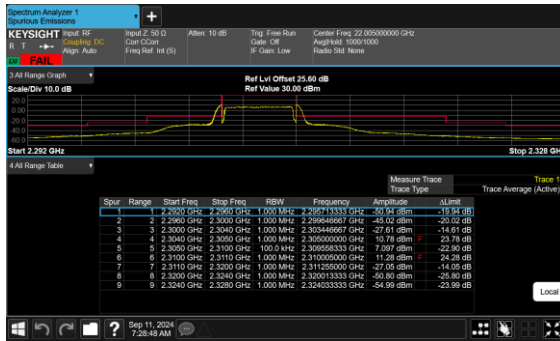 Spectrum Analyzer 1
Spurious Emissions
KEYSIGHT Input: RF Input Z: 50 Ω Atten: 10 dB Trig: Free Run Center Freq: 22.005000000 GHz
R T Coupling: DC Corr CCorr Gate: Off Avg|Hold: 1000/1000
Align: Auto Freq Ref: Int (S) IF Gain: Low Radio Std: None
LU FAIL
3 All Range Graph Ref Lvl Offset 25.60 dB
Scale/Div 10.0 dB Ref Value 30.00 dBm
20.0
0.00
-20.0
-40.0
-60.0
Start 2.292 GHz Stop 2.328 GH
4 All Range Table
Measure Trace Trace 1
Trace Type Trace Average (Active)
Spur Range Start Freq Stop Freq RBW Frequency Amplitude ΔLimit
1 1 2.2920 GHz 2.2960 GHz 1.000 MHz 2.295713333 GHz -50.94 dBm -19.94 dB
2 2 2.2960 GHz 2.3000 GHz 1.000 MHz 2.299646667 GHz -45.02 dBm -20.02 dB
3 3 2.3000 GHz 2.3040 GHz 1.000 MHz 2.303446667 GHz -27.61 dBm -14.61 dB
4 4 2.3040 GHz 2.3050 GHz 1.000 MHz 2.305000000 GHz 10.78 dBm F 23.78 dB
5 5 2.3050 GHz 2.3100 GHz 100.0 kHz 2.309558333 GHz 7.097 dBm -22.90 dB
6 6 2.3100 GHz 2.3110 GHz 1.000 MHz 2.310005000 GHz 11.28 dBm F 24.28 dB
7 7 2.3110 GHz 2.3200 GHz 1.000 MHz 2.311255000 GHz -27.05 dBm -14.05 dB
8 8 2.3200 GHz 2.3240 GHz 1.000 MHz 2.320013333 GHz -50.80 dBm -25.80 dB
9 9 2.3240 GHz 2.3280 GHz 1.000 MHz 2.324033333 GHz -54.99 dBm -23.99 dB
Local
? Sep 11, 2024
7:28:48 AM